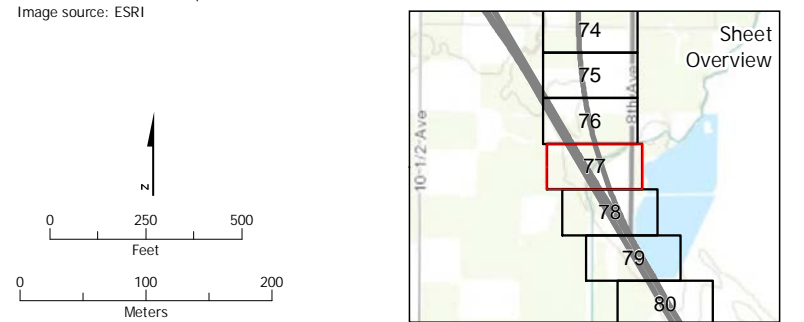 Image source: ESRI
N
0 250 500
Feet
0 100 200
Meters
Sheet
Overview
74
75
76
77
78
79
80
10-1/2 Ave
8th Ave